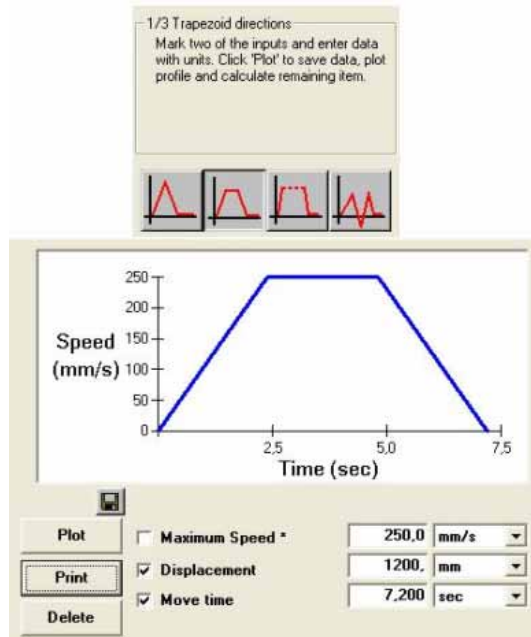 1/3 Trapezoid directions
Mark two of the inputs and enter data
with units. Click 'Plot' to save data, plot
profile and calculate remaining item.
250
200
Speed 150
(mm/s) 100
50
0
2,5 5,0 7,5
Time (sec)
Plot Maximum Speed * 250,0 mm/s
Print Displacement 1200, mm
Move time 7,200 sec
Delete